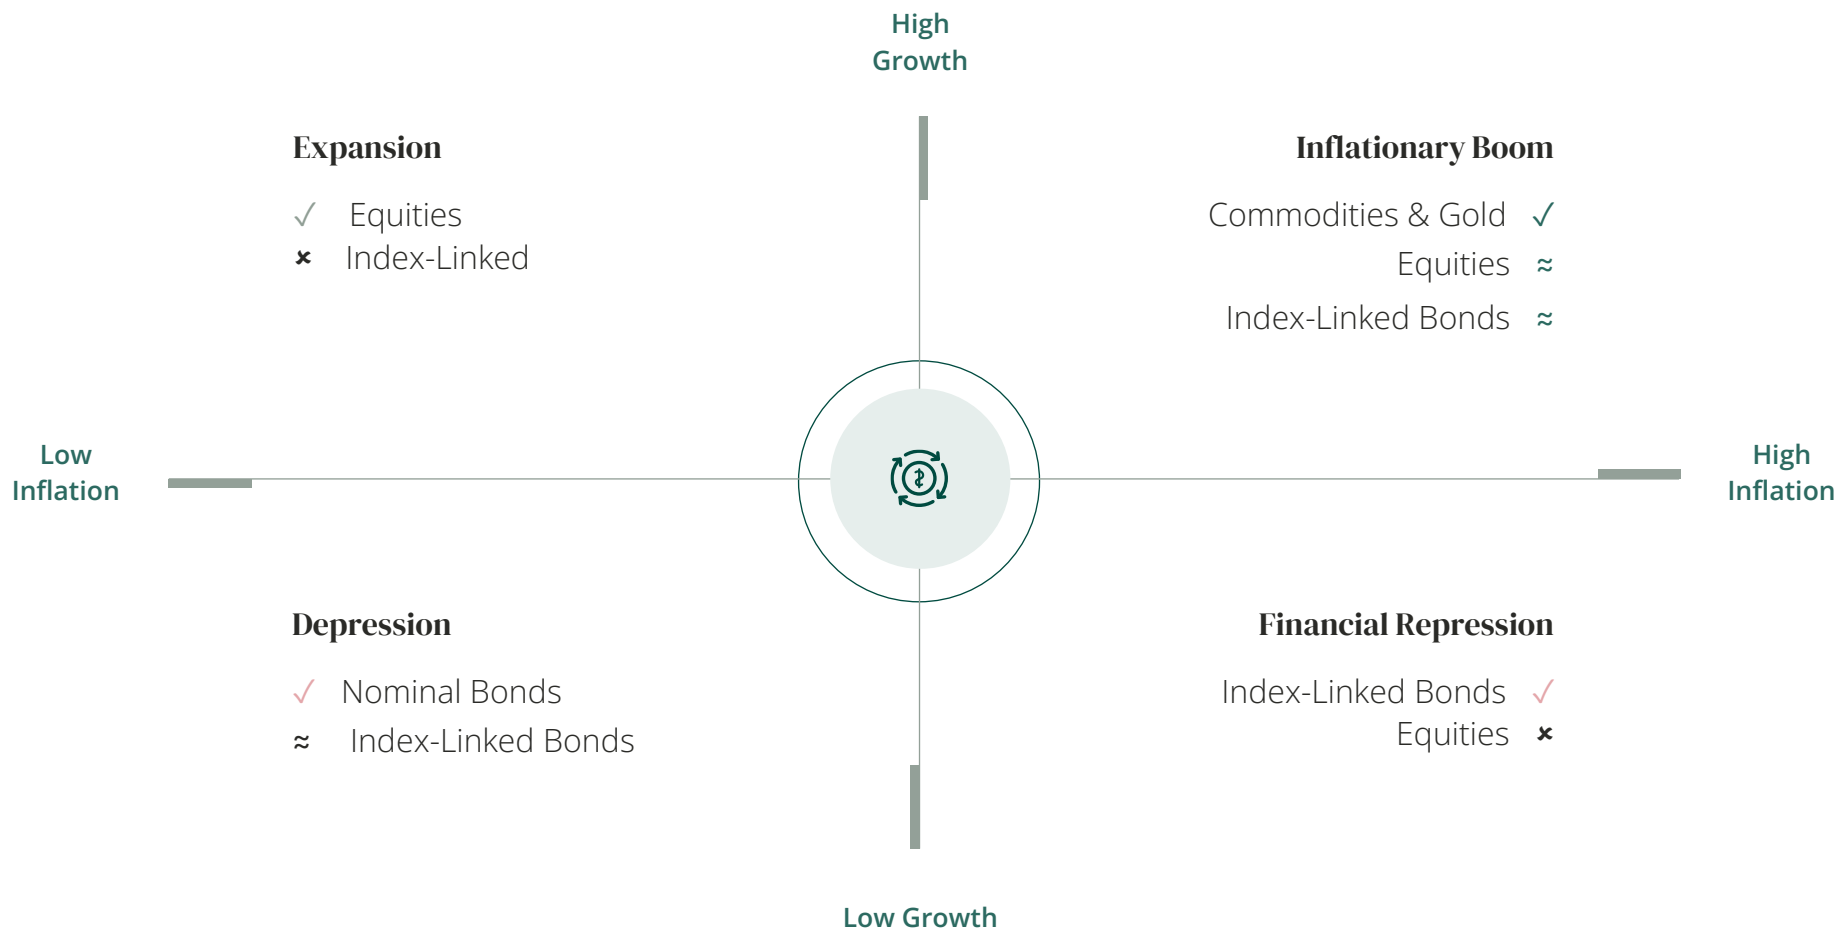 High
Growth
Expansion
✓ Equities
✘ Index-Linked
Inflationary Boom
Commodities & Gold ✓
Equities ≈
Index-Linked Bonds ≈
Low
Inflation
$
High
Inflation
Depression
✓ Nominal Bonds
≈ Index-Linked Bonds
Financial Repression
Index-Linked Bonds ✓
Equities ✘
Low Growth